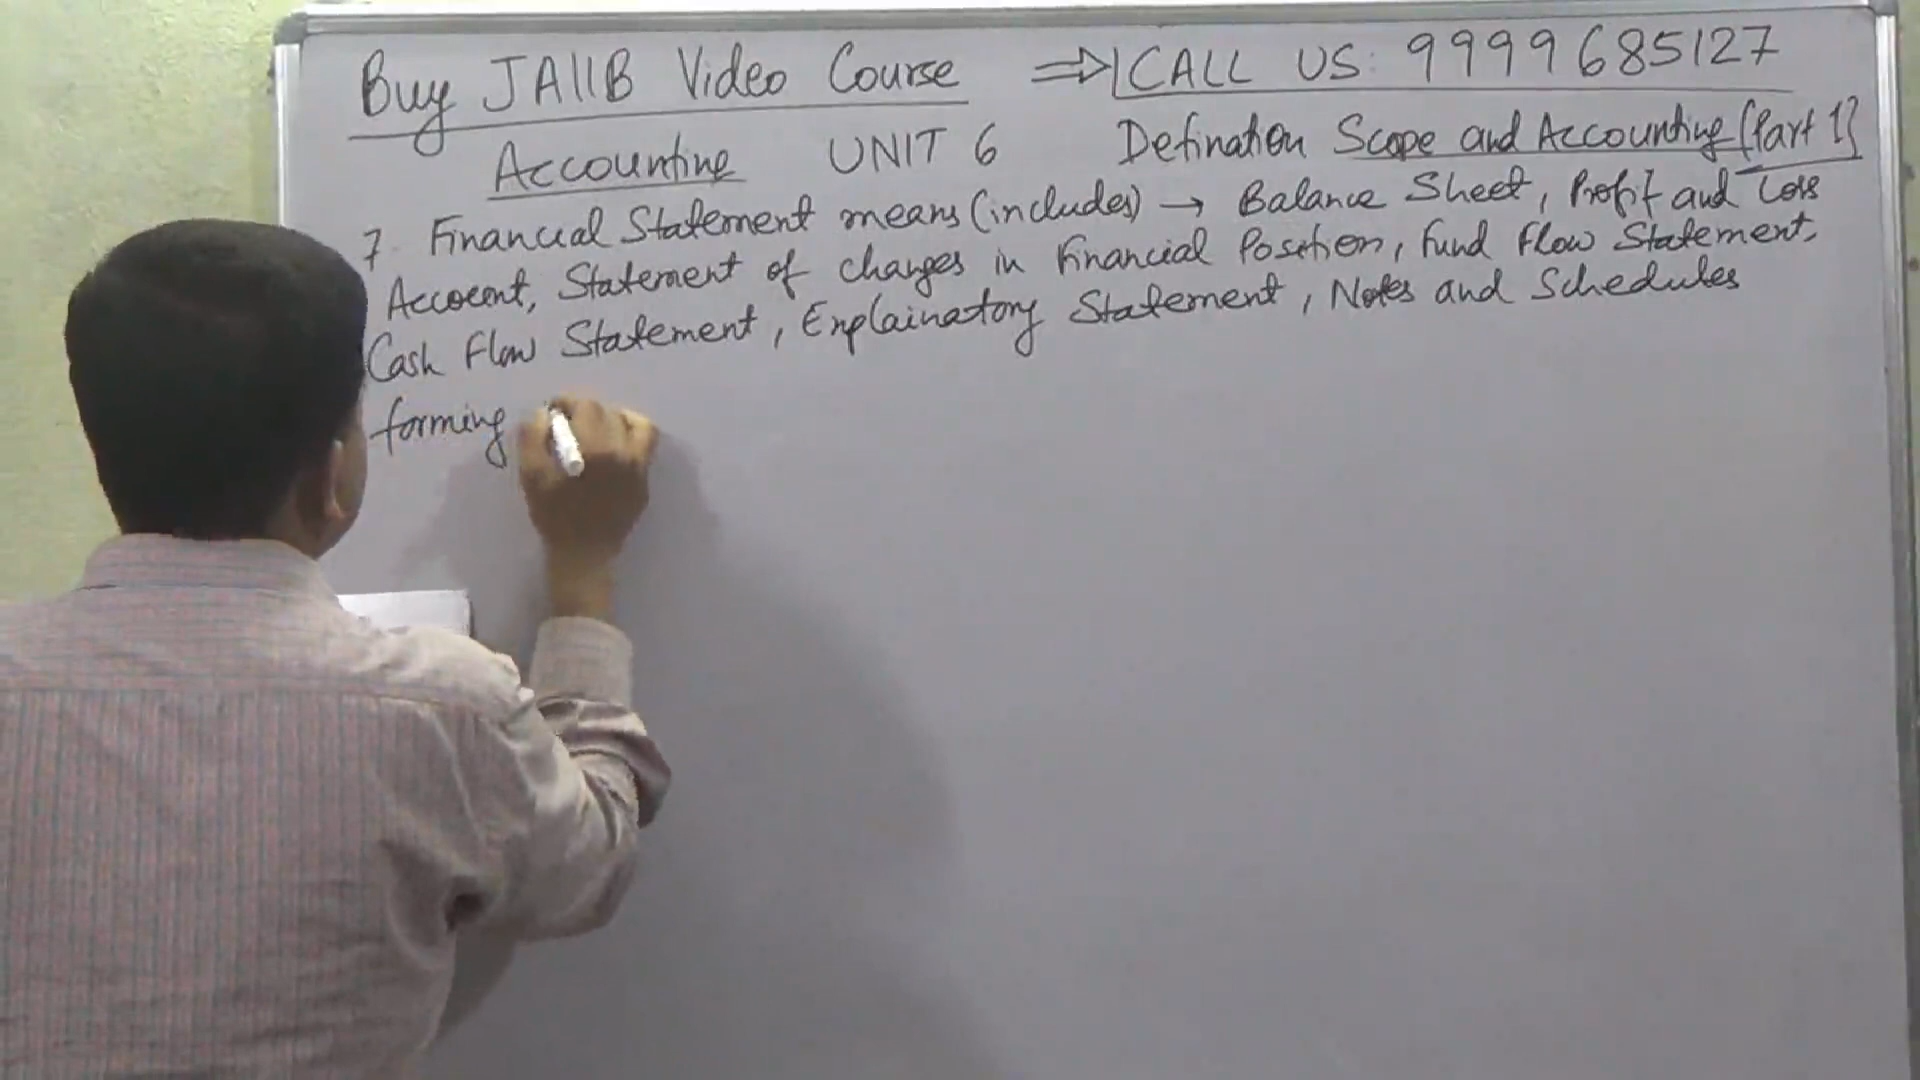 Buy JAIIB Video Course ⇒ CALL US: 9999685127
Accounting UNIT 6 Defination Scope and Accounting (Part 1)
7. Financial Statement means (includes) → Balance Sheet, Profit and Loss
Account, Statement of changes in Financial Position, Fund Flow Statement,
Cash Flow Statement, Explainatory Statement, Notes and Schedules
forming